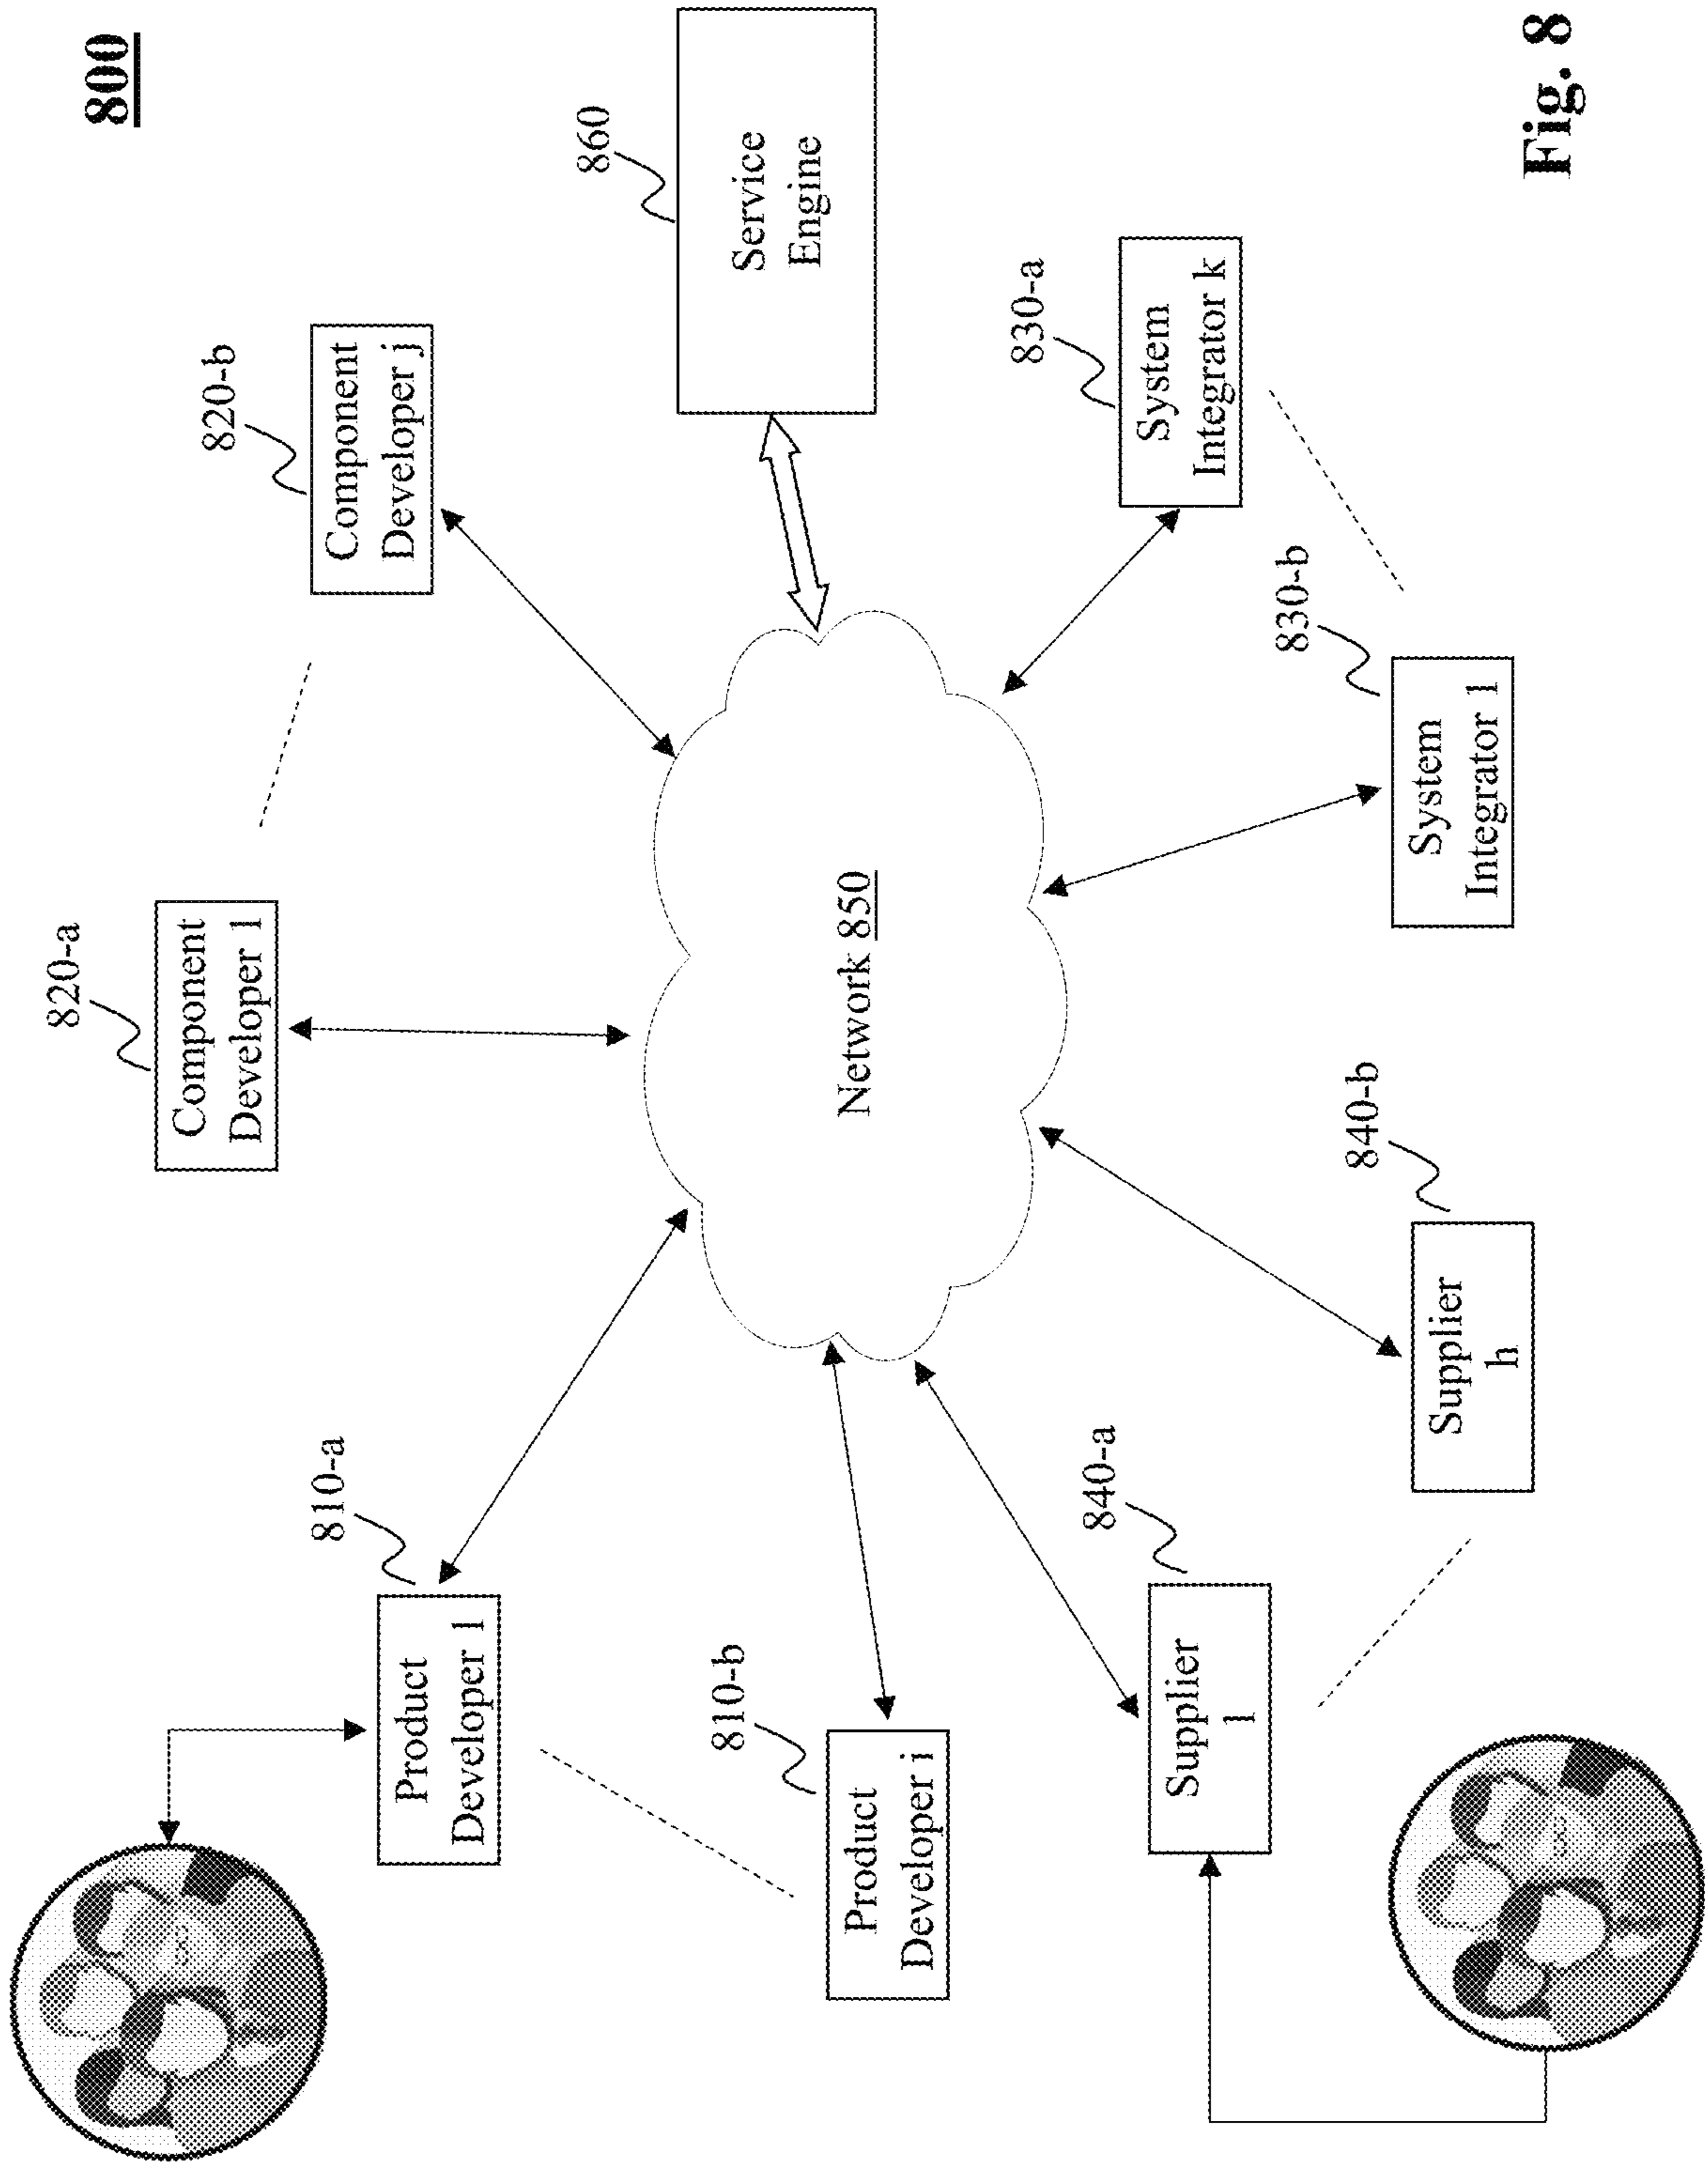 800
820-a
Component
Developer 1
820-b
Component
Developer j
810-a
Product
Developer 1
860
Service
Engine
810-b
Product
Developer i
Network 850
840-a
Supplier
1
830-a
System
Integrator k
840-b
Supplier
h
830-b
System
Integrator 1
Fig. 8